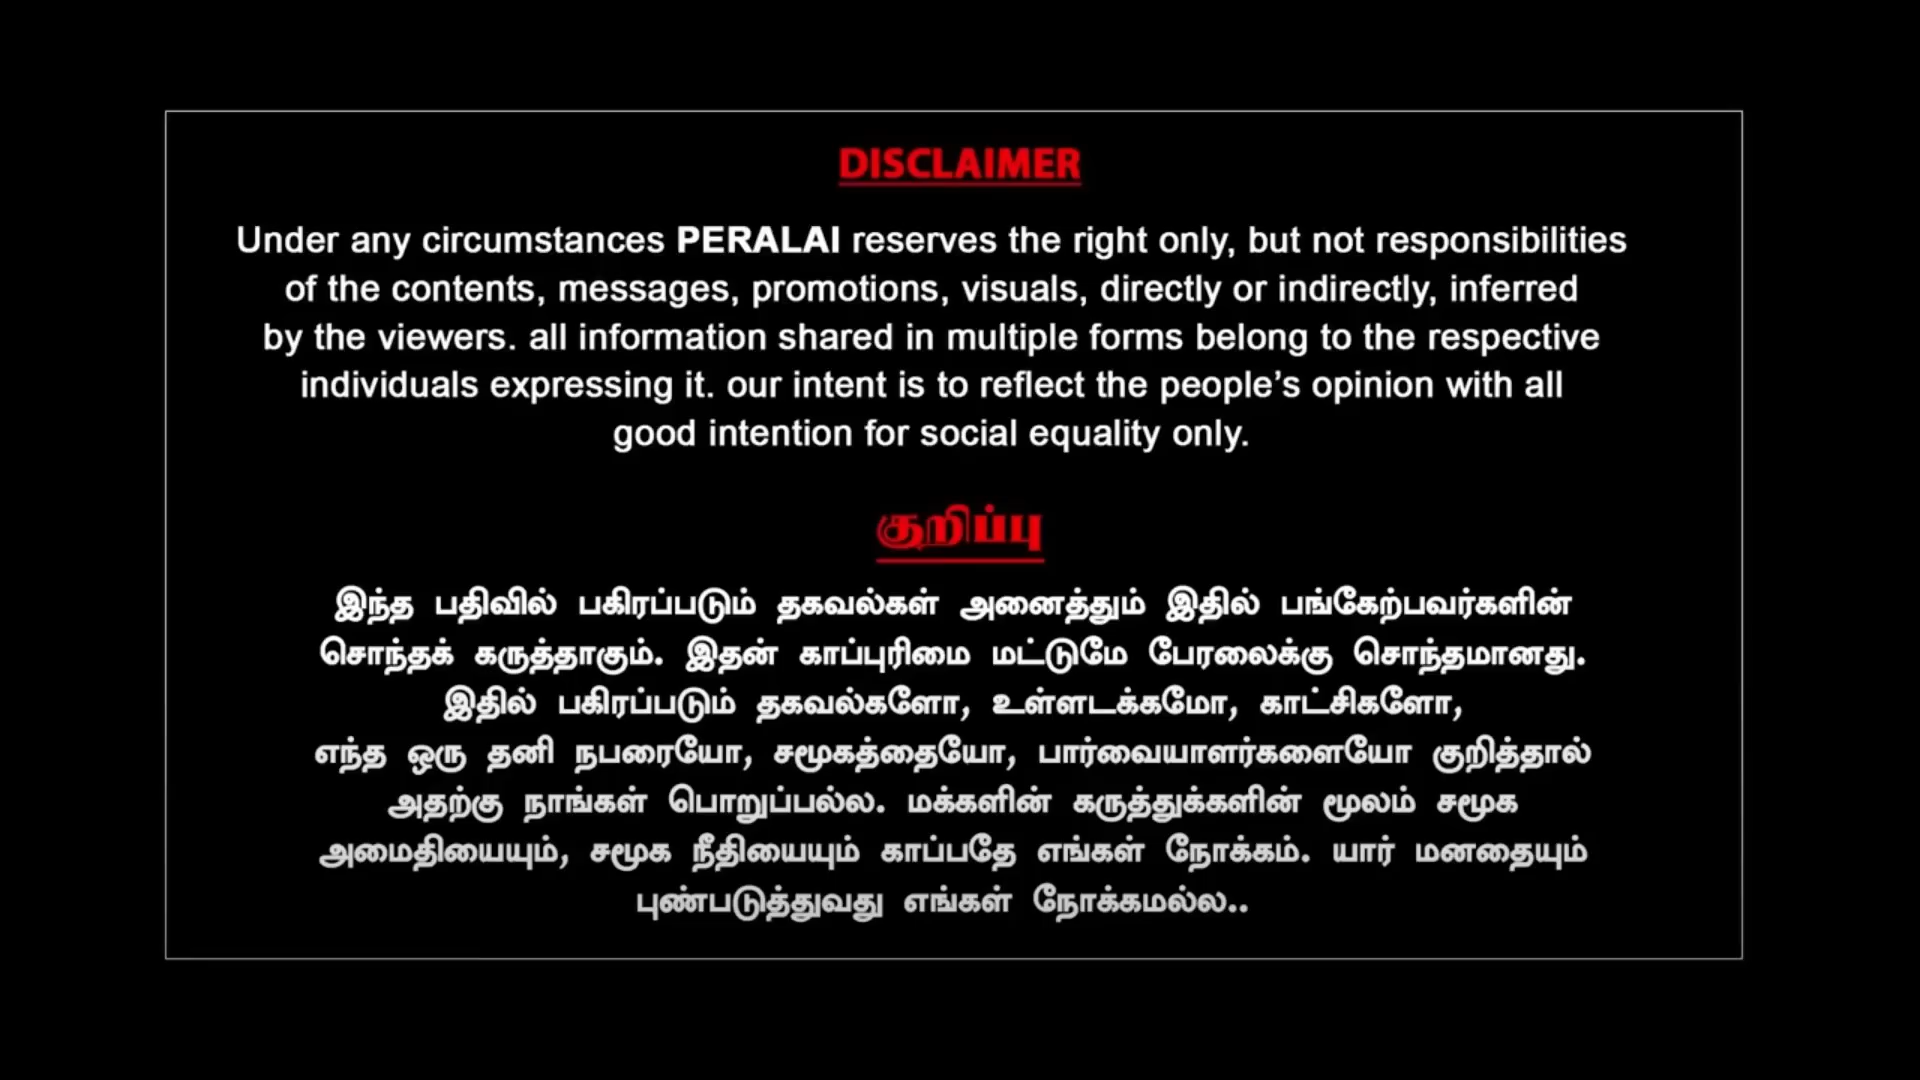 DISCLAIMER
Under any circumstances PERALAI reserves the right only, but not responsibilities
of the contents, messages, promotions, visuals, directly or indirectly, inferred
by the viewers. all information shared in multiple forms belong to the respective
individuals expressing it. our intent is to reflect the people’s opinion with all
good intention for social equality only.
குறிப்பு
இந்த பதிவில் பகிரப்படும் தகவல்கள் அனைத்தும் இதில் பங்கேற்பவர்களின்
சொந்தக் கருத்தாகும். இதன் காப்புரிமை மட்டுமே பேரலைக்கு சொந்தமானது.
இதில் பகிரப்படும் தகவல்களோ, உள்ளடக்கமோ, காட்சிகளோ,
எந்த ஒரு தனி நபரையோ, சமூகத்தையோ, பார்வையாளர்களையோ குறித்தால்
அதற்கு நாங்கள் பொறுப்பல்ல. மக்களின் கருத்துக்களின் மூலம் சமூக
அமைதியையும், சமூக நீதியையும் காப்பதே எங்கள் நோக்கம். யார் மனதையும்
புண்படுத்துவது எங்கள் நோக்கமல்ல..